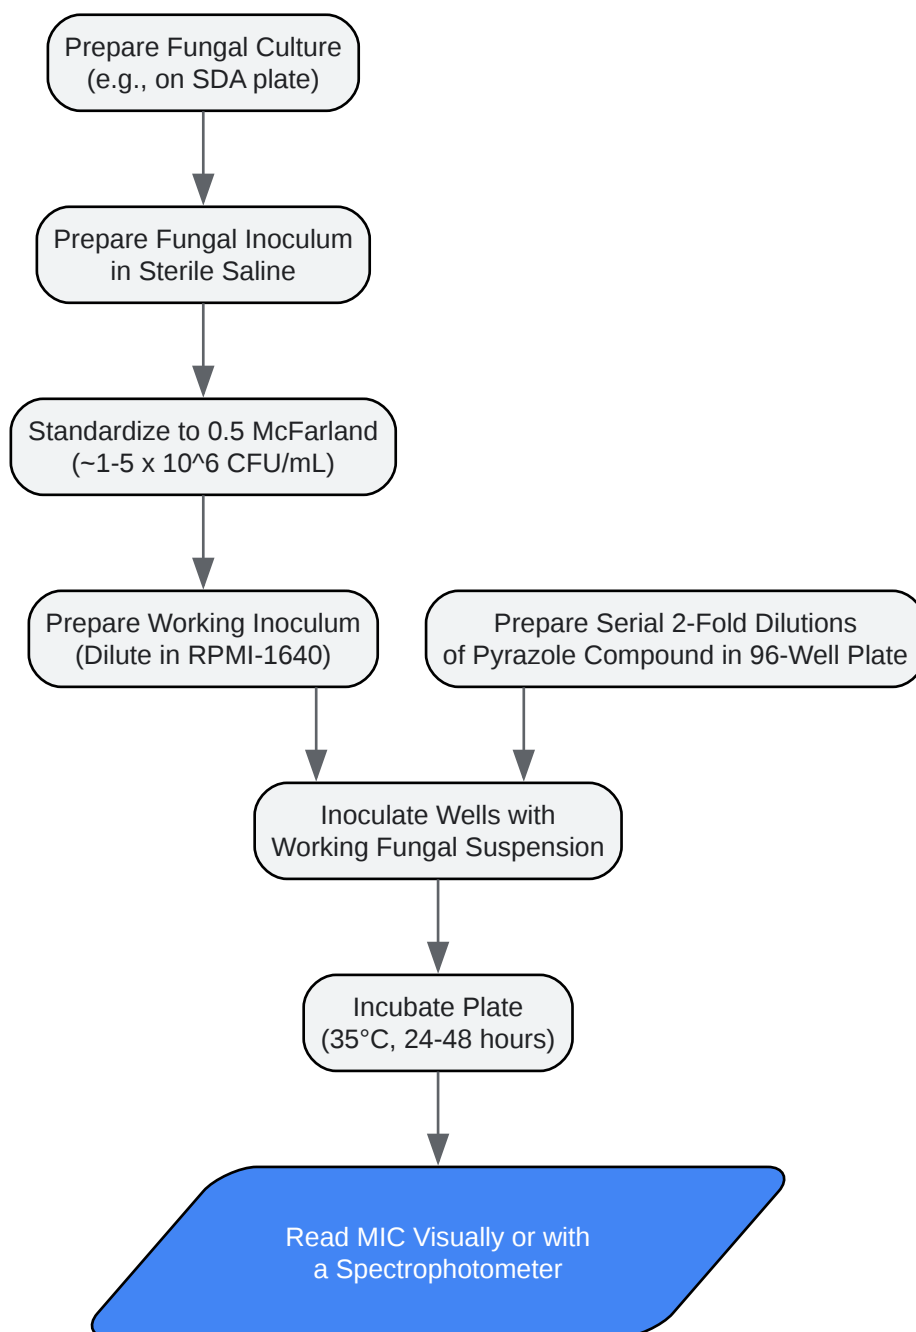 Prepare Fungal Culture
(e.g., on SDA plate)
Prepare Fungal Inoculum
in Sterile Saline
Standardize to 0.5 McFarland
(~1-5 x 10^6 CFU/mL)
Prepare Working Inoculum
(Dilute in RPMI-1640)
Prepare Serial 2-Fold Dilutions
of Pyrazole Compound in 96-Well Plate
Inoculate Wells with
Working Fungal Suspension
Incubate Plate
(35°C, 24-48 hours)
Read MIC Visually or with
a Spectrophotometer